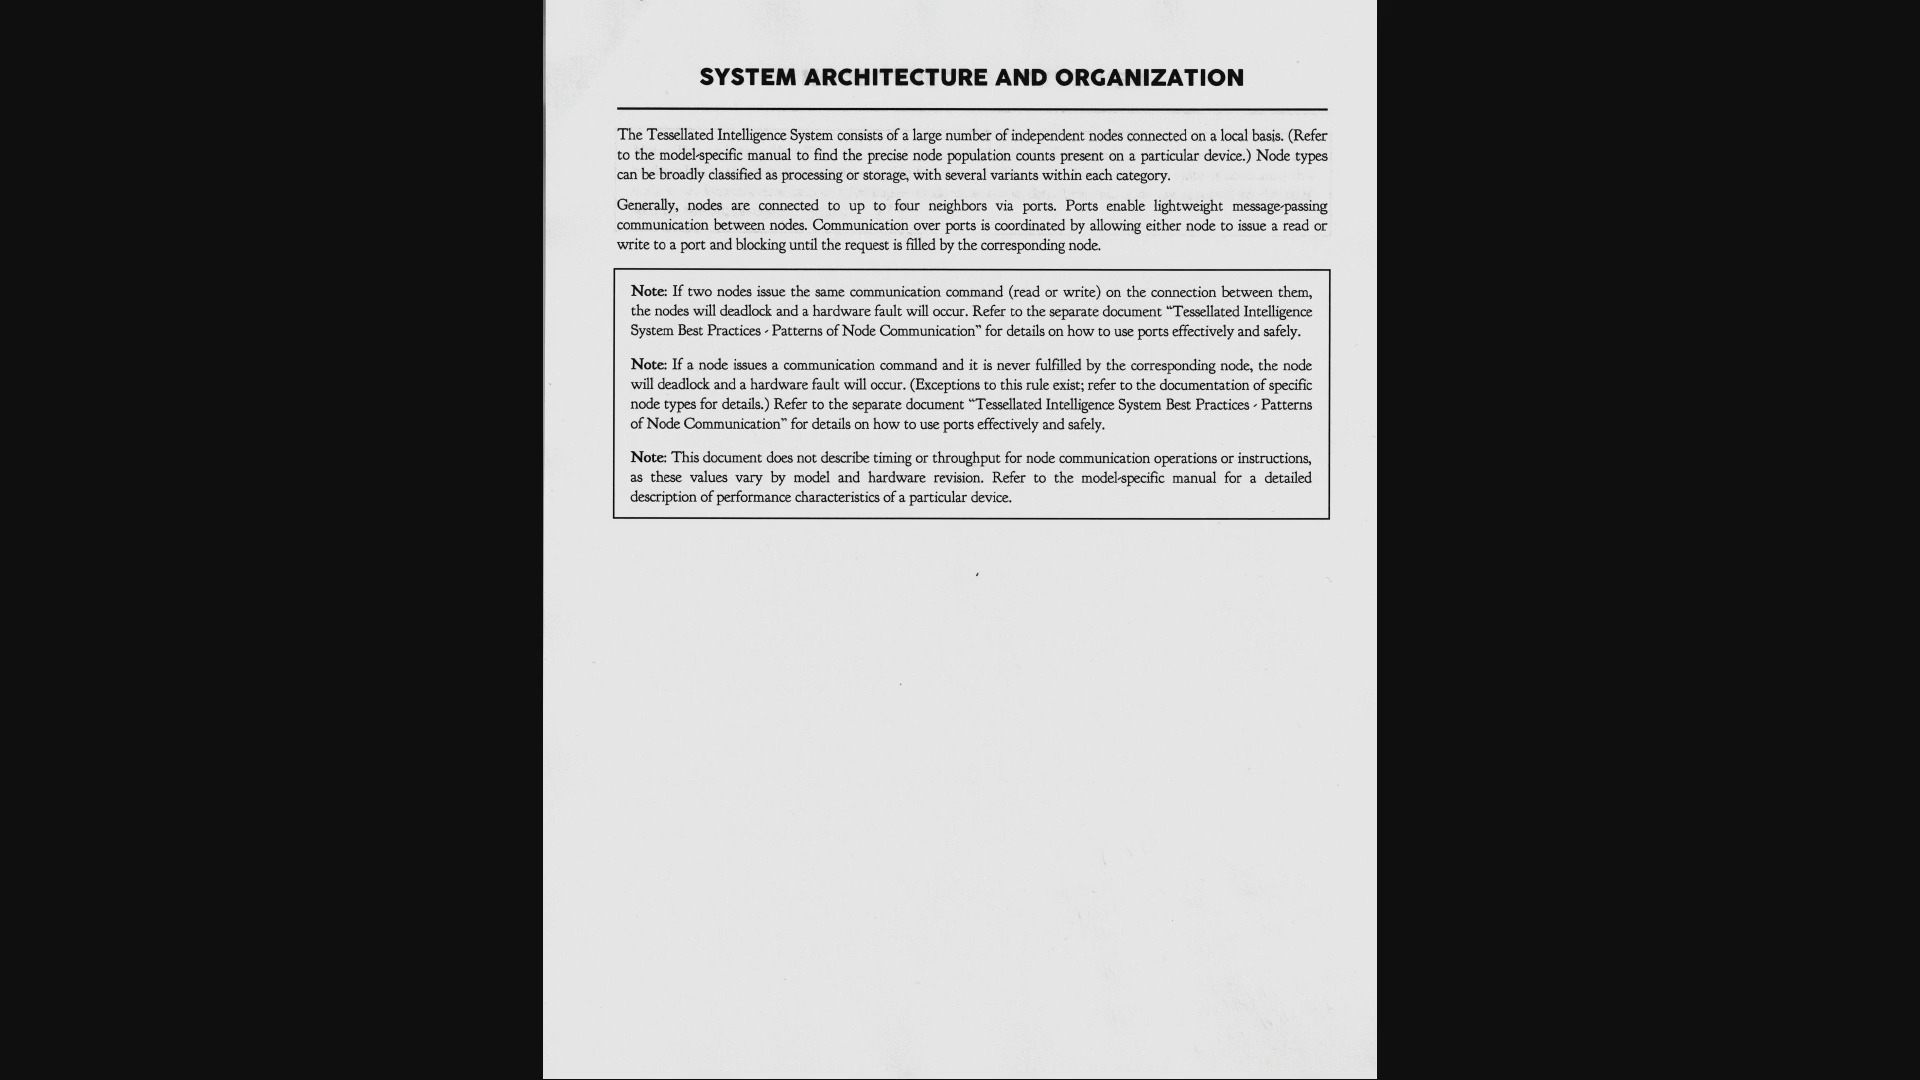 SYSTEM ARCHITECTURE AND ORGANIZATION
The Tessellated Intelligence System consists of a large number of independent nodes connected on a local basis. (Refer
to the model-specific manual to find the precise node population counts present on a particular device.) Node types
can be broadly classified as processing or storage, with several variants within each category.
Generally, nodes are connected to up to four neighbors via ports. Ports enable lightweight message-passing
communication between nodes. Communication over ports is coordinated by allowing either node to issue a read or
write to a port and blocking until the request is filled by the corresponding node.
Note: If two nodes issue the same communication command (read or write) on the connection between them,
the nodes will deadlock and a hardware fault will occur. Refer to the separate document “Tessellated Intelligence
System Best Practices - Patterns of Node Communication” for details on how to use ports effectively and safely.
Note: If a node issues a communication command and it is never fulfilled by the corresponding node, the node
will deadlock and a hardware fault will occur. (Exceptions to this rule exist; refer to the documentation of specific
node types for details.) Refer to the separate document “Tessellated Intelligence System Best Practices - Patterns
of Node Communication” for details on how to use ports effectively and safely.
Note: This document does not describe timing or throughput for node communication operations or instructions,
as these values vary by model and hardware revision. Refer to the model-specific manual for a detailed
description of performance characteristics of a particular device.